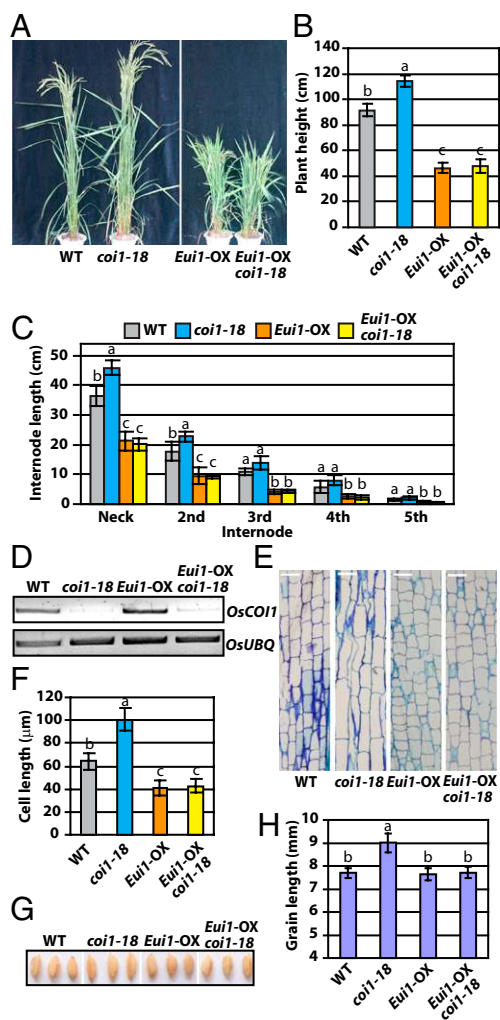 A
WT coi1-18 Eui1-OX Eui1-OX
coi1-18
B
Plant height (cm)
140
120
100
80
60
40
20
0
b a c c
WT coi1-18 Eui1-OX Eui1-OX
coi1-18
C
WT coi1-18 Eui1-OX Eui1-OX
coi1-18
Internode length (cm)
50
40
30
20
10
0
b a c c b a c c a a b b a a b b a a b b
Neck 2nd 3rd 4th 5th
Internode
D
WT coi1-18 Eui1-OX Eui1-OX
coi1-18
OsCOI1
OsUBQ
E
WT coi1-18 Eui1-OX Eui1-OX
coi1-18
F
Cell length (μm)
120
100
80
60
40
20
0
b a c c
WT coi1-18 Eui1-OX Eui1-OX
coi1-18
G
WT coi1-18 Eui1-OX Eui1-OX
coi1-18
H
Grain length (mm)
10
9
8
7
6
5
4
b a b b
WT coi1-18 Eui1-OX Eui1-OX
coi1-18